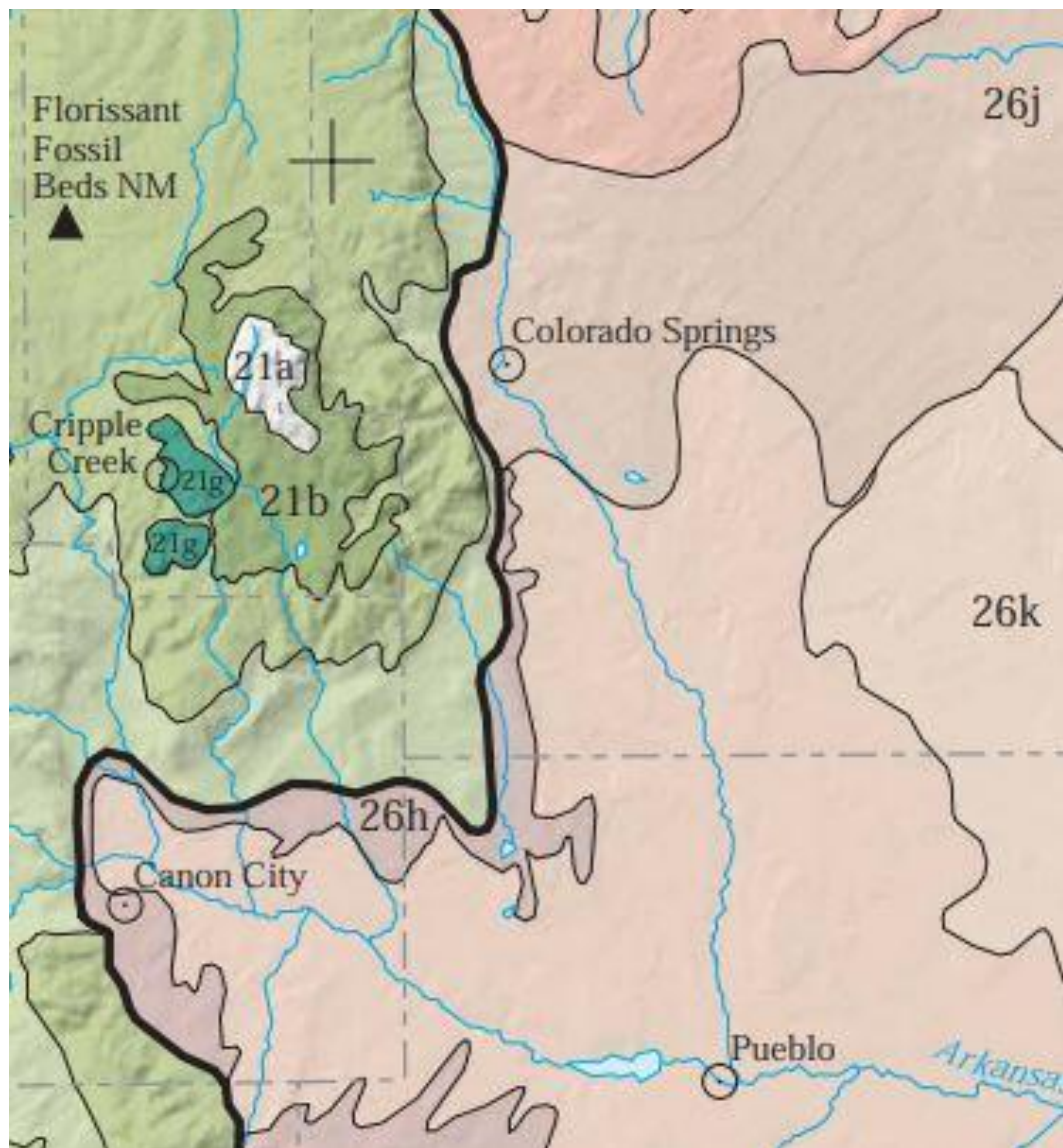 Florissant
Fossil
Beds NM
26j
Colorado Springs
21a
Cripple
Creek
21g
21b
21g
26k
26h
Canon City
Pueblo
Arkansa